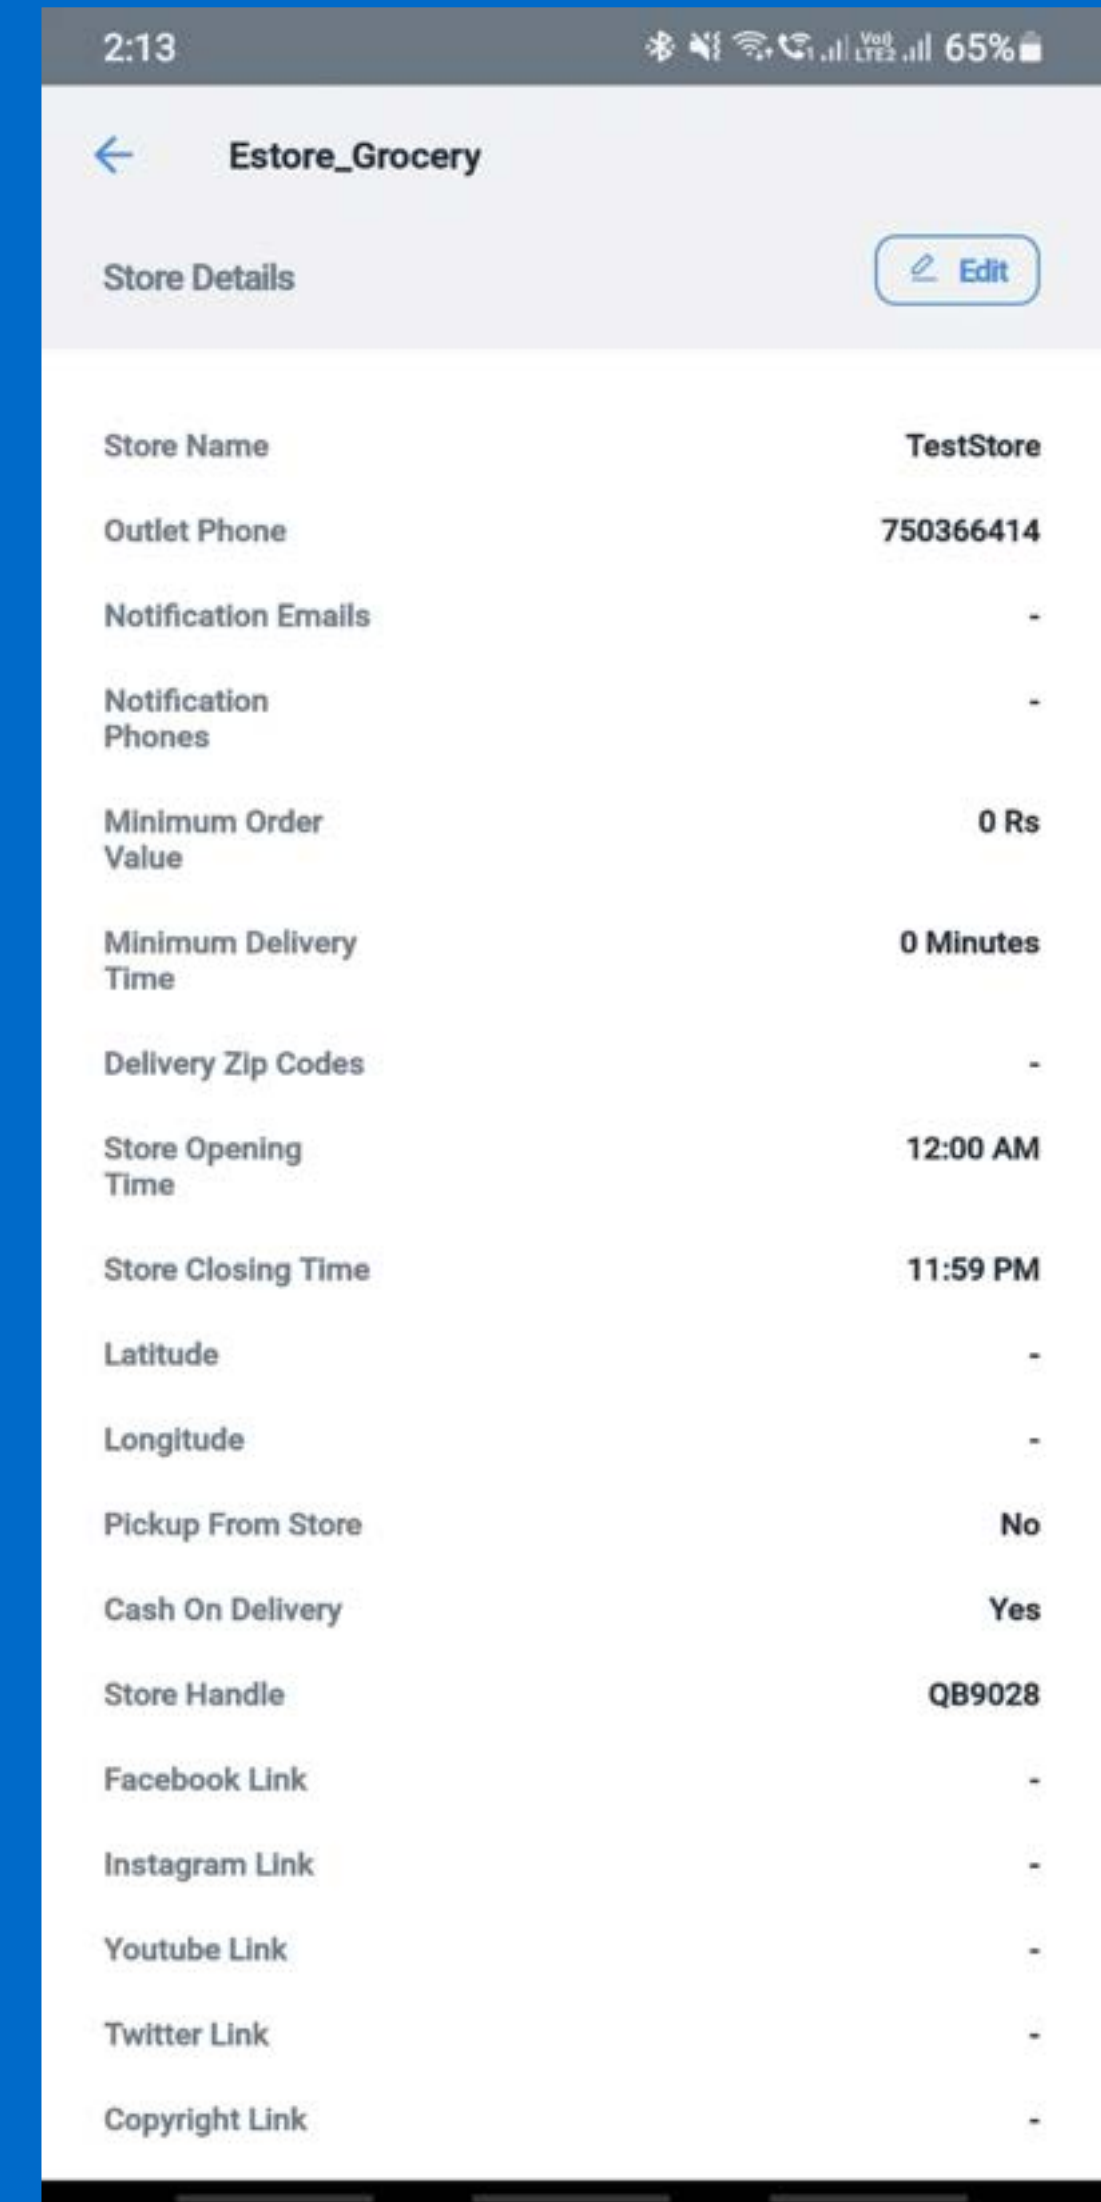 2:13 65%
Estore_Grocery
Store Details Edit
Store Name TestStore
Outlet Phone 750366414
Notification Emails -
Notification -
Phones
Minimum Order 0 Rs
Value
Minimum Delivery 0 Minutes
Time
Delivery Zip Codes -
Store Opening 12:00 AM
Time
Store Closing Time 11:59 PM
Latitude -
Longitude -
Pickup From Store No
Cash On Delivery Yes
Store Handle QB9028
Facebook Link -
Instagram Link -
Youtube Link -
Twitter Link -
Copyright Link -